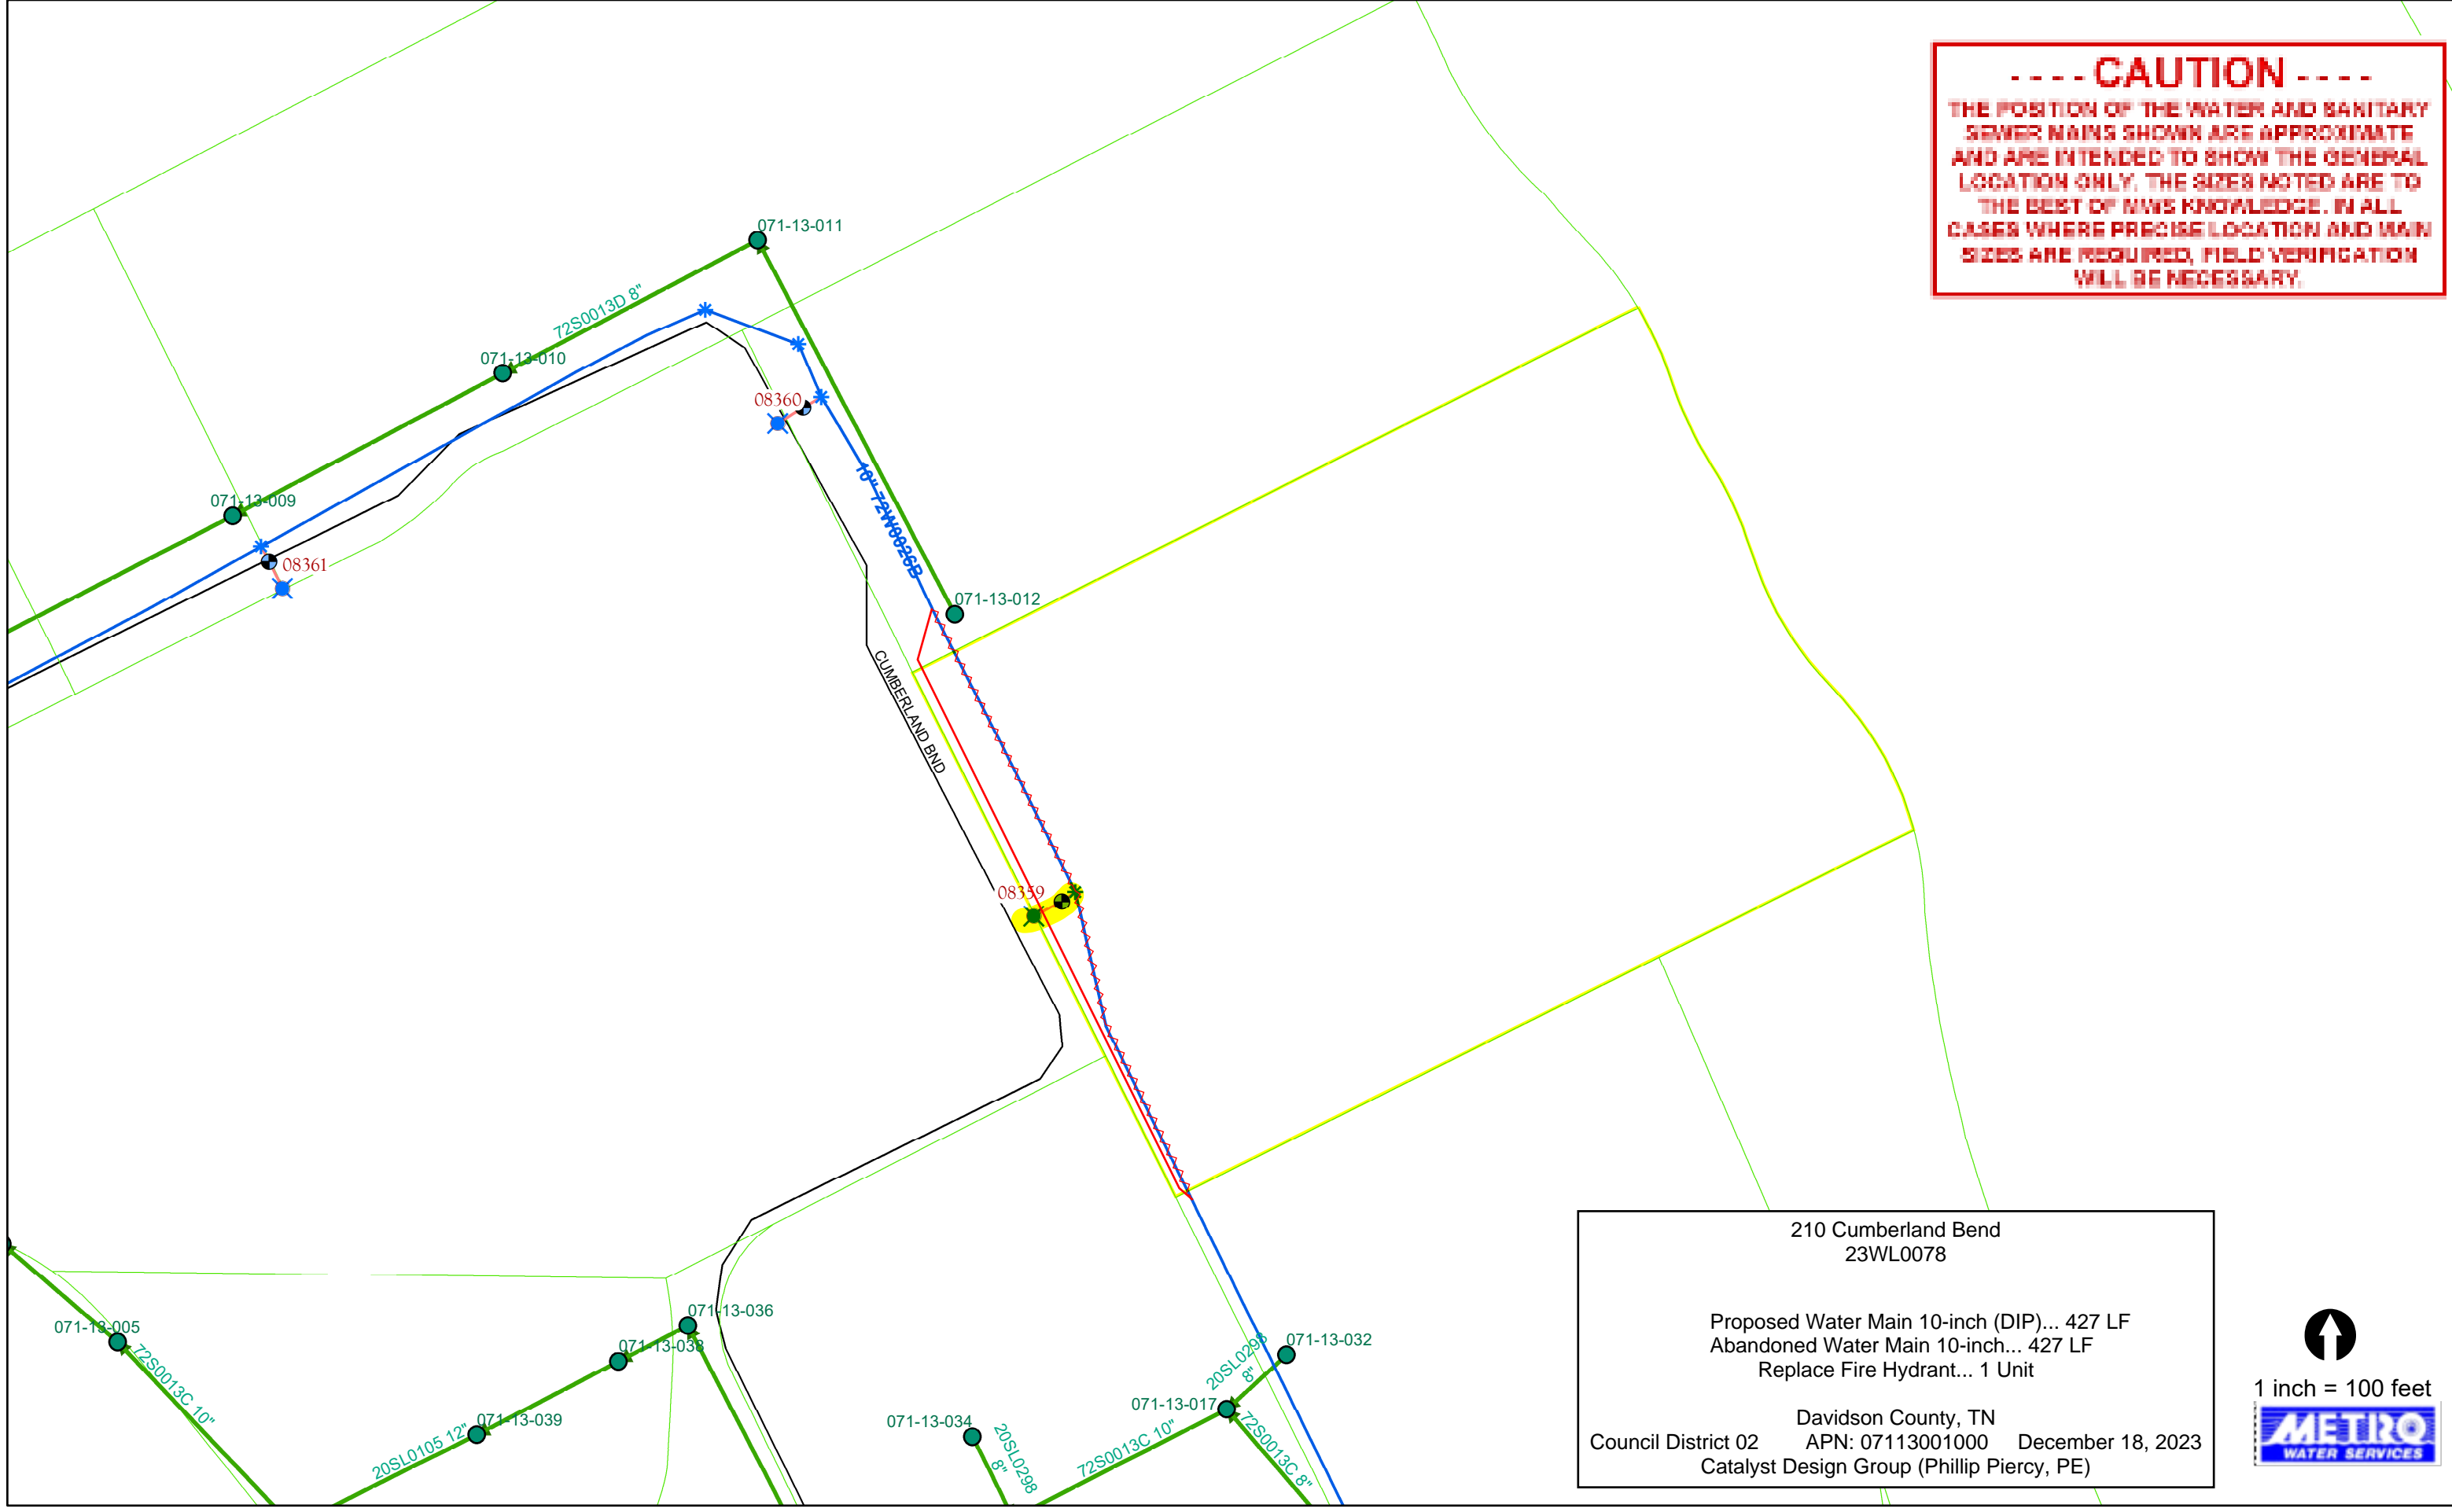 ---- CAUTION ----
THE POSITION OF THE WATER AND SANITARY
SEWER MAINS SHOWN ARE APPROXIMATE
AND ARE INTENDED TO SHOW THE GENERAL
LOCATION ONLY. THE SIZES NOTED ARE TO
THE BEST OF MWS KNOWLEDGE. IN ALL
CASES WHERE PRECISE LOCATION AND MAIN
SIZES ARE REQUIRED, FIELD VERIFICATION
WILL BE NECESSARY.
071-13-011
72S0013D 8"
071-13-010
08360
071-13-009
10" 72W0026B
08361
071-13-012
CUMBERLAND BND
08359
071-13-005
72S0013C 10"
071-13-036
071-13-038
071-13-039
20SL0105 12"
071-13-034
20SL0298
8"
071-13-032
20SL0298
8"
071-13-017
72S0013C 10"
72S0013C 8"
210 Cumberland Bend
23WL0078
Proposed Water Main 10-inch (DIP)... 427 LF
Abandoned Water Main 10-inch... 427 LF
Replace Fire Hydrant... 1 Unit
Davidson County, TN
Council District 02 APN: 07113001000 December 18, 2023
Catalyst Design Group (Phillip Piercy, PE)
1 inch = 100 feet
METRO
WATER SERVICES